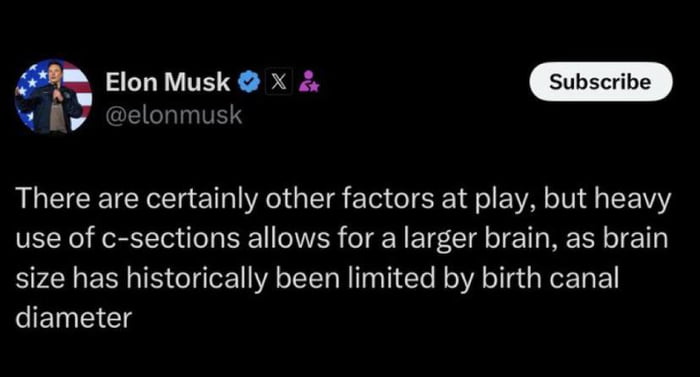 Elon Musk X
Subscribe
@elonmusk
There are certainly other factors at play, but heavy
use of c-sections allows for a larger brain, as brain
size has historically been limited by birth canal
diameter